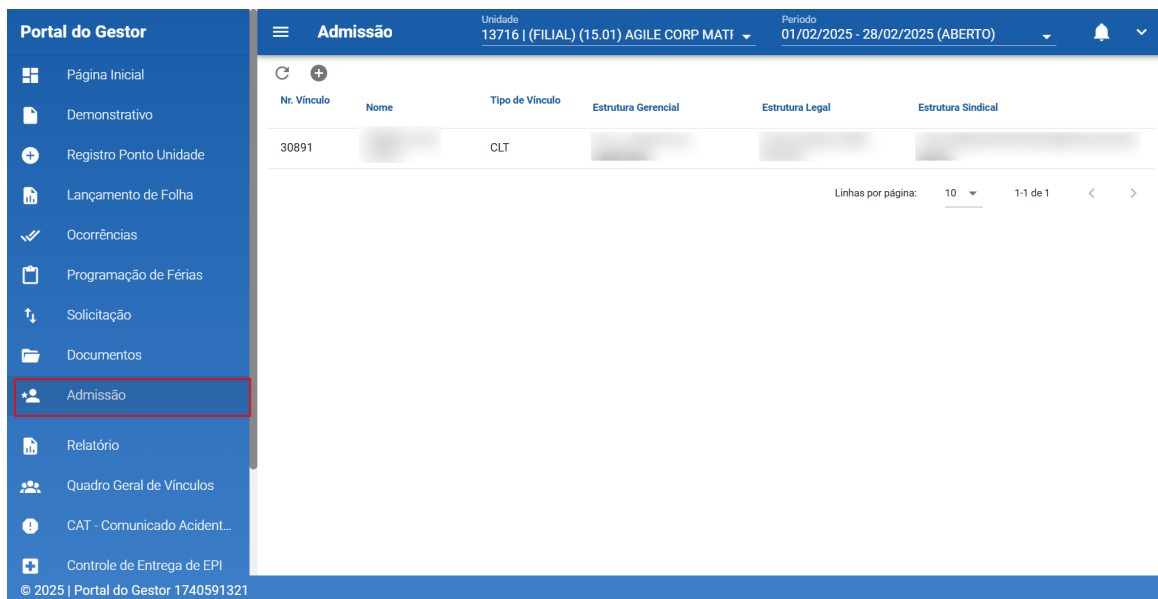 Portal do Gestor
Admissão
Unidade
13716 | (FILIAL) (15.01) AGILE CORP MATF
Periodo
01/02/2025 - 28/02/2025 (ABERTO)
Página Inicial
Demonstrativo
Registro Ponto Unidade
Lançamento de Folha
Ocorrências
Programação de Férias
Solicitação
Documentos
Admissão
Relatório
Quadro Geral de Vínculos
CAT - Comunicado Acident...
Controle de Entrega de EPI
Nr. Vínculo Nome Tipo de Vínculo Estrutura Gerencial Estrutura Legal Estrutura Sindical
30891 CLT
Linhas por página: 10 1-1 de 1
© 2025 | Portal do Gestor 1740591321